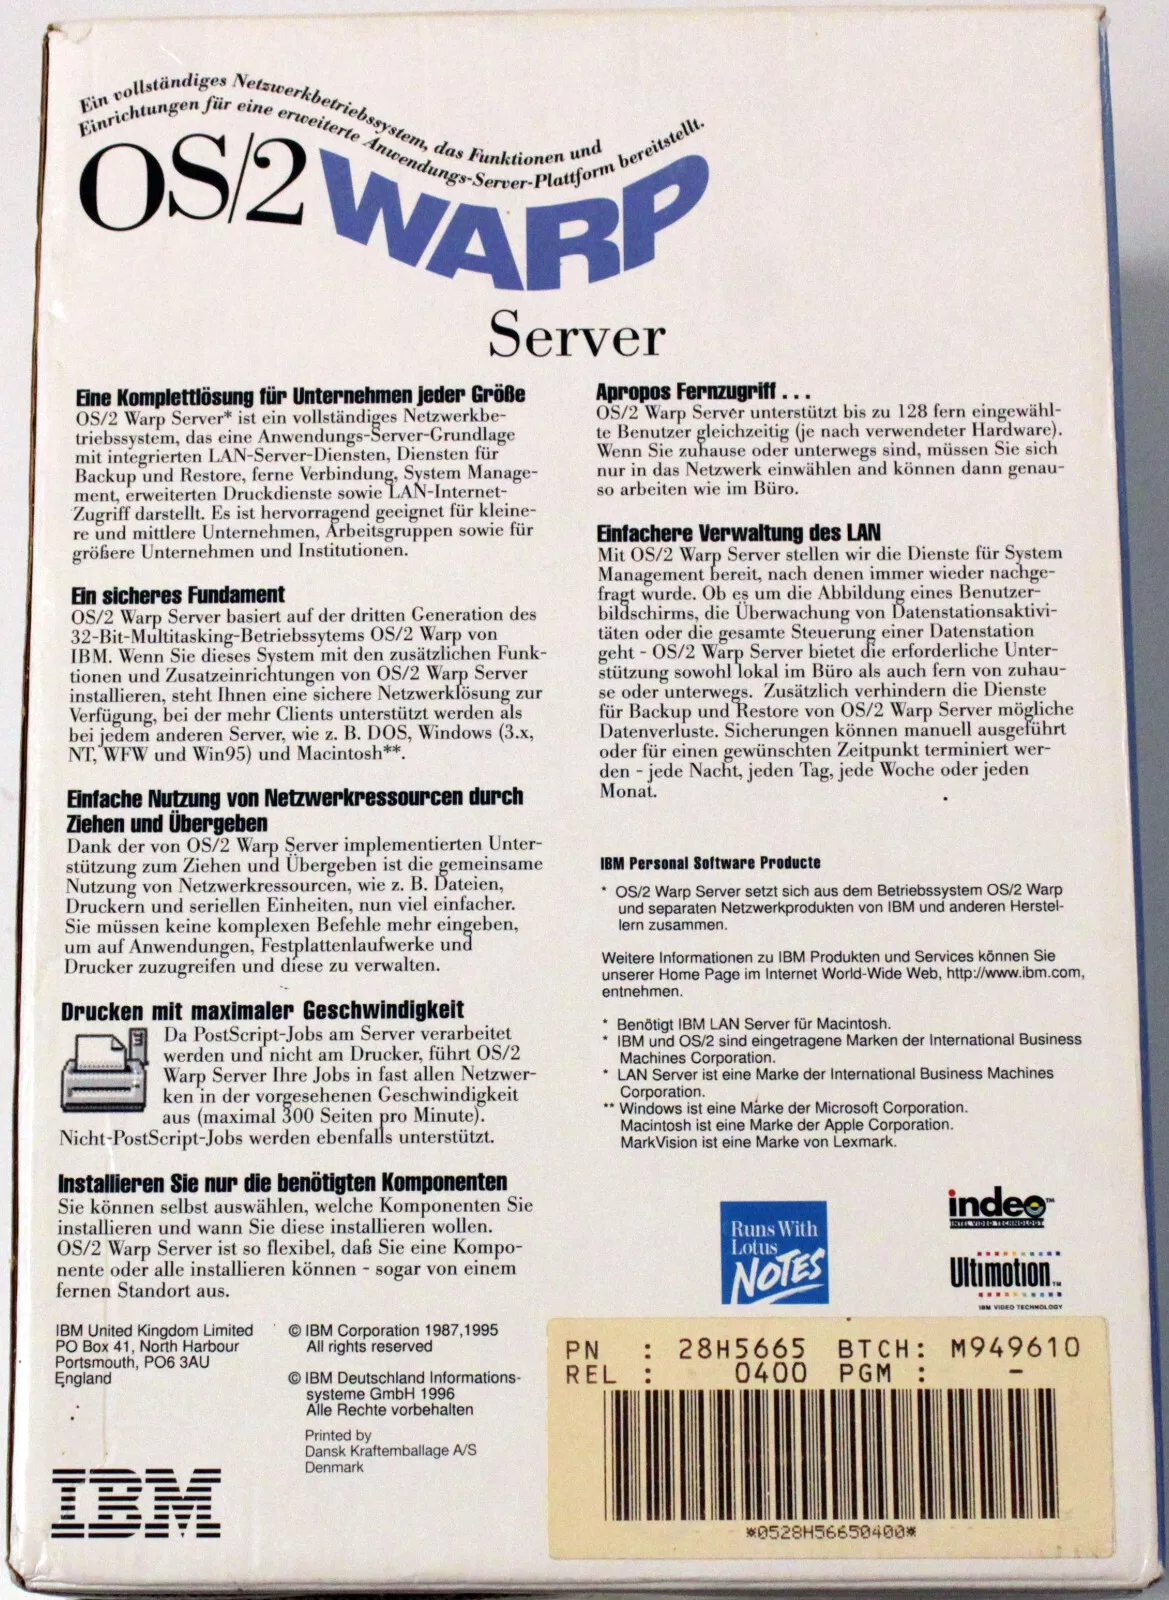 Ein vollständiges Netzwerkbetriebssystem, das Funktionen und
Einrichtungen für eine erweiterte Anwendungs-Server-Plattform bereitstellt.
OS/2 WARP
Server
Eine Komplettlösung für Unternehmen jeder Größe
OS/2 Warp Server* ist ein vollständiges Netzwerkbe-
triebssystem, das eine Anwendungs-Server-Grundlage
mit integrierten LAN-Server-Diensten, Diensten für
Backup und Restore, ferne Verbindung, System Manage-
ment, erweiterten Druckdienste sowie LAN-Internet-
Zugriff darstellt. Es ist hervorragend geeignet für kleine-
re und mittlere Unternehmen, Arbeitsgruppen sowie für
größere Unternehmen und Institutionen.
Ein sicheres Fundament
OS/2 Warp Server basiert auf der dritten Generation des
32-Bit-Multitasking-Betriebssytems OS/2 Warp von
IBM. Wenn Sie dieses System mit den zusätzlichen Funk-
tionen und Zusatzeinrichtungen von OS/2 Warp Server
installieren, steht Ihnen eine sichere Netzwerklösung zur
Verfügung, bei der mehr Clients unterstützt werden als
bei jedem anderen Server, wie z. B. DOS, Windows (3.x,
NT, WFW und Win95) und Macintosh**.
Einfache Nutzung von Netzwerkressourcen durch
Ziehen und Übergeben
Dank der von OS/2 Warp Server implementierten Unter-
stützung zum Ziehen und Übergeben ist die gemeinsame
Nutzung von Netzwerkressourcen, wie z. B. Dateien,
Druckern und seriellen Einheiten, nun viel einfacher.
Sie müssen keine komplexen Befehle mehr eingeben,
um auf Anwendungen, Festplattenlaufwerke und
Drucker zuzugreifen und diese zu verwalten.
Drucken mit maximaler Geschwindigkeit
Da PostScript-Jobs am Server verarbeitet
werden und nicht am Drucker, führt OS/2
Warp Server Ihre Jobs in fast allen Netzwer-
ken in der vorgesehenen Geschwindigkeit
aus (maximal 300 Seiten pro Minute).
Nicht-PostScript-Jobs werden ebenfalls unterstützt.
Installieren Sie nur die benötigten Komponenten
Sie können selbst auswählen, welche Komponenten Sie
installieren und wann Sie diese installieren wollen.
OS/2 Warp Server ist so flexibel, daß Sie eine Kompo-
nente oder alle installieren können - sogar von einem
fernen Standort aus.
IBM United Kingdom Limited
PO Box 41, North Harbour
Portsmouth, PO6 3AU
England
© IBM Corporation 1987,1995
All rights reserved
© IBM Deutschland Informations-
systeme GmbH 1996
Alle Rechte vorbehalten
Printed by
Dansk Kraftemballage A/S
Denmark
IBM
Apropos Fernzugriff . . .
OS/2 Warp Server unterstützt bis zu 128 fern eingewähl-
te Benutzer gleichzeitig (je nach verwendeter Hardware).
Wenn Sie zuhause oder unterwegs sind, müssen Sie sich
nur in das Netzwerk einwählen and können dann genau-
so arbeiten wie im Büro.
Einfachere Verwaltung des LAN
Mit OS/2 Warp Server stellen wir die Dienste für System
Management bereit, nach denen immer wieder nachge-
fragt wurde. Ob es um die Abbildung eines Benutzer-
bildschirms, die Überwachung von Datenstationsaktivi-
täten oder die gesamte Steuerung einer Datenstation
geht - OS/2 Warp Server bietet die erforderliche Unter-
stützung sowohl lokal im Büro als auch fern von zuhau-
se oder unterwegs. Zusätzlich verhindern die Dienste
für Backup und Restore von OS/2 Warp Server mögliche
Datenverluste. Sicherungen können manuell ausgeführt
oder für einen gewünschten Zeitpunkt terminiert wer-
den - jede Nacht, jeden Tag, jede Woche oder jeden
Monat.
IBM Personal Software Producte
* OS/2 Warp Server setzt sich aus dem Betriebssystem OS/2 Warp
und separaten Netzwerkprodukten von IBM und anderen Herstel-
lern zusammen.
Weitere Informationen zu IBM Produkten und Services können Sie
unserer Home Page im Internet World-Wide Web, http://www.ibm.com,
entnehmen.
* Benötigt IBM LAN Server für Macintosh.
* IBM und OS/2 sind eingetragene Marken der International Business
Machines Corporation.
* LAN Server ist eine Marke der International Business Machines
Corporation.
** Windows ist eine Marke der Microsoft Corporation.
Macintosh ist eine Marke der Apple Corporation.
MarkVision ist eine Marke von Lexmark.
Runs With
Lotus
NOTES
indeo™
INTEL VIDEO TECHNOLOGY
Ultimotion™
IBM VIDEO TECHNOLOGY
PN : 28H5665 BTCH: M949610
REL : 0400 PGM : -
*0528H56650400*